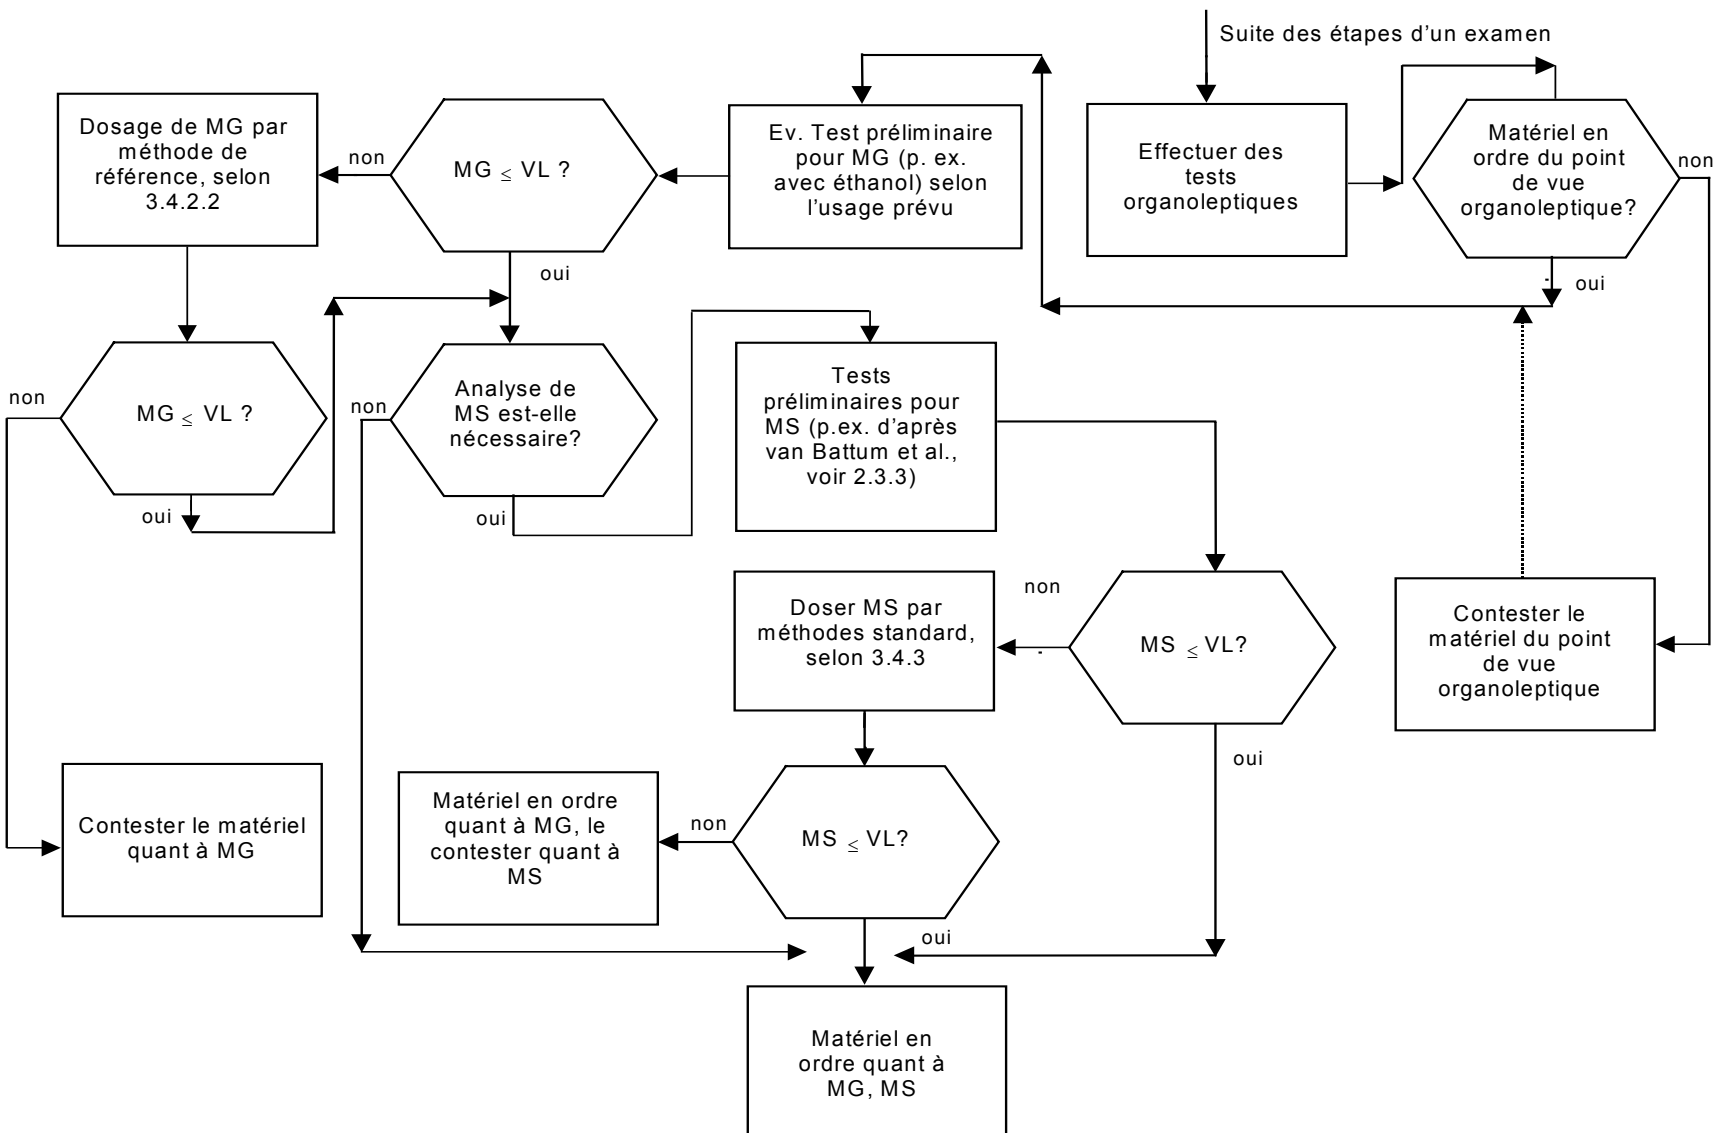 Suite des étapes d'un examen
Effectuer des
tests
organoleptiques
Matériel en
ordre du point
de vue
organoleptique?
non
oui
Contester le
matériel du point
de vue
organoleptique
Ev. Test préliminaire
pour MG (p. ex.
avec éthanol) selon
l'usage prévu
MG ≤ VL ?
non
oui
Dosage de MG par
méthode de
référence, selon
3.4.2.2
MG ≤ VL ?
non
oui
Contester le matériel
quant à MG
Analyse de
MS est-elle
nécessaire?
non
oui
Tests
préliminaires pour
MS (p.ex. d'après
van Battum et al.,
voir 2.3.3)
MS ≤ VL?
non
oui
Doser MS par
méthodes standard,
selon 3.4.3
MS ≤ VL?
non
oui
Matériel en ordre
quant à MG, le
contester quant à
MS
Matériel en
ordre quant à
MG, MS